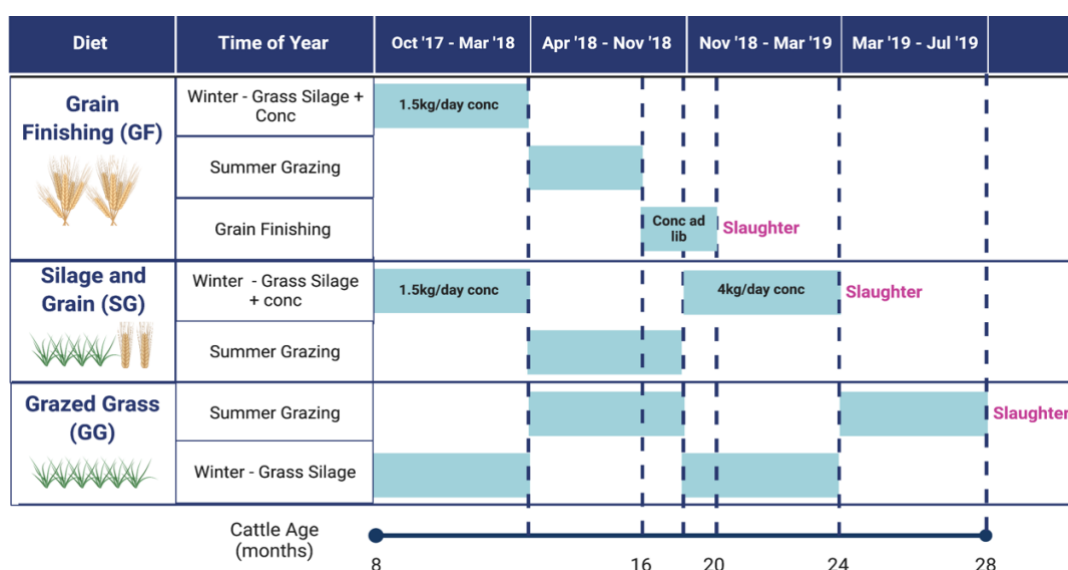 Diet Time of Year Oct '17 - Mar '18 Apr '18 - Nov '18 Nov '18 - Mar '19 Mar '19 - Jul '19
Grain
Finishing (GF)
Winter - Grass Silage +
Conc
1.5kg/day conc
Summer Grazing
Grain Finishing
Conc ad
lib
Slaughter
Silage and
Grain (SG)
Winter - Grass Silage
+ conc
1.5kg/day conc
4kg/day conc
Slaughter
Summer Grazing
Grazed Grass
(GG)
Summer Grazing
Slaughter
Winter - Grass Silage
Cattle Age
(months)
8 16 20 24 28